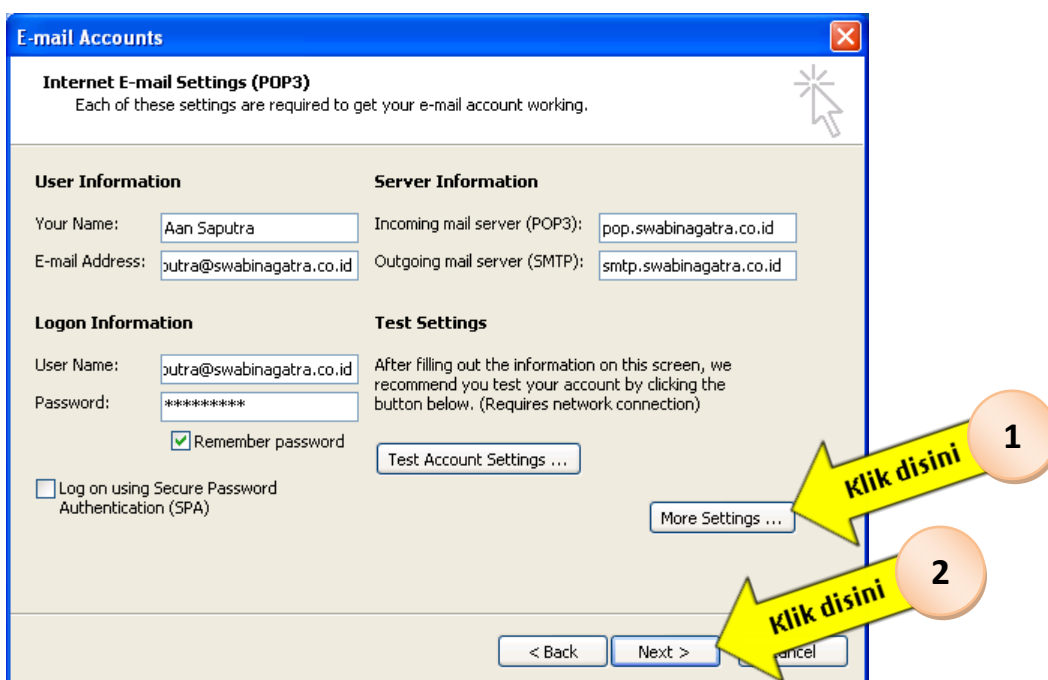 E-mail Accounts
Internet E-mail Settings (POP3)
Each of these settings are required to get your e-mail account working.
User Information
Your Name: Aan Saputra
E-mail Address: utra@swabinagatra.co.id
Server Information
Incoming mail server (POP3): pop.swabinagatra.co.id
Outgoing mail server (SMTP): smtp.swabinagatra.co.id
Logon Information
User Name: utra@swabinagatra.co.id
Password: *********
Remember password
Log on using Secure Password
Authentication (SPA)
Test Settings
After filling out the information on this screen, we
recommend you test your account by clicking the
button below. (Requires network connection)
Test Account Settings ...
More Settings ...
Klik disini
1
Klik disini
2
< Back
Next >